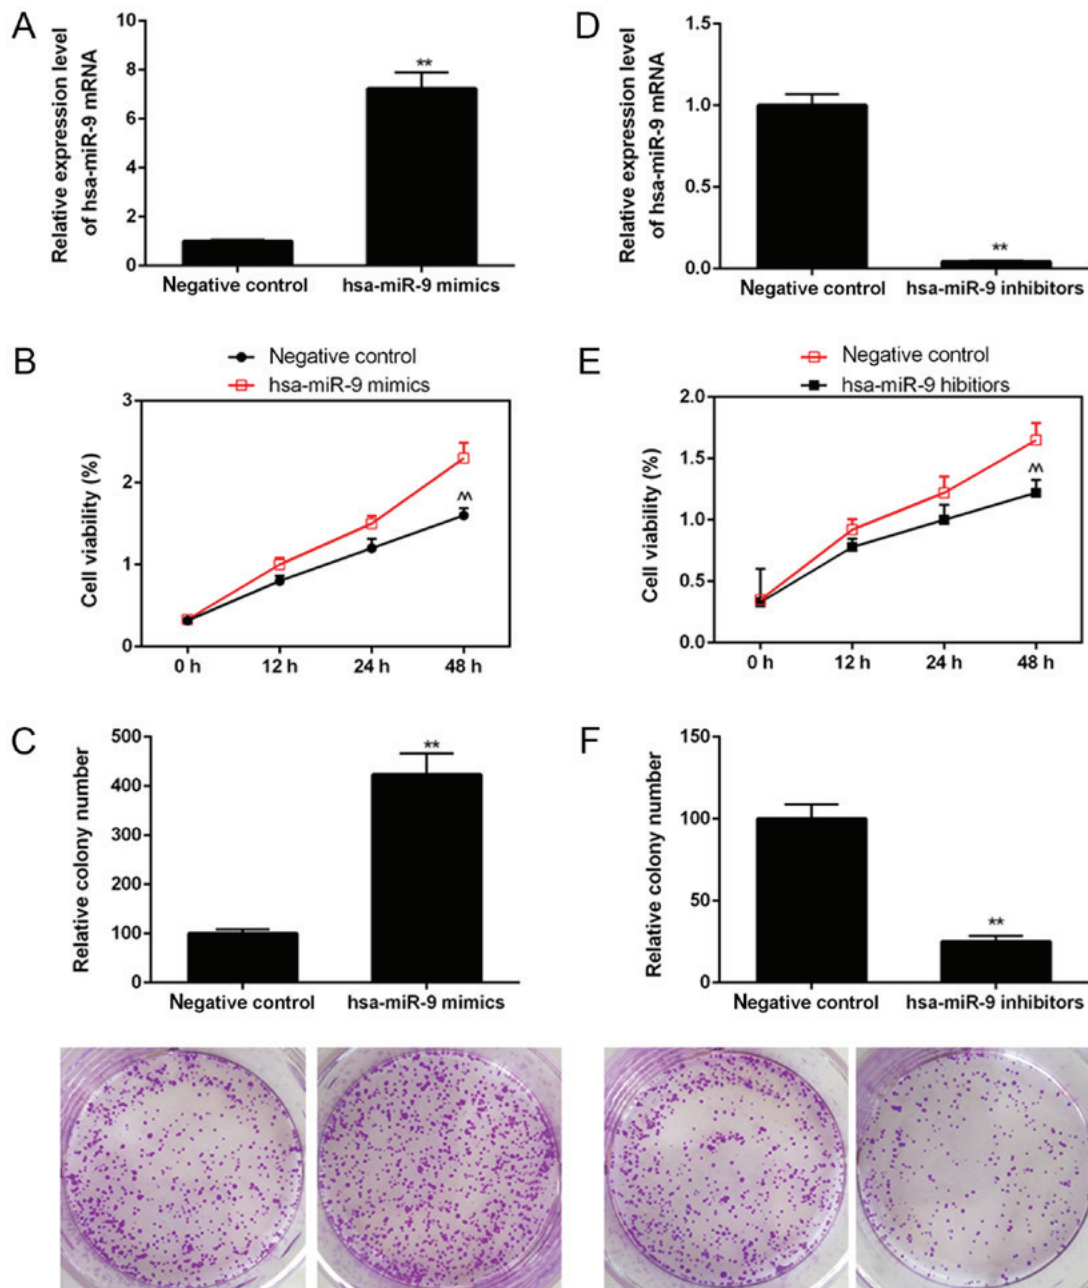 A
Relative expression level
of hsa-miR-9 mRNA
10
8
6
4
2
0
**
Negative control
hsa-miR-9 mimics
D
Relative expression level
of hsa-miR-9 mRNA
1.5
1.0
0.5
0.0
**
Negative control
hsa-miR-9 inhibitors
B
Negative control
hsa-miR-9 mimics
Cell viability (%)
3
2
1
0
^^
0 h
12 h
24 h
48 h
E
Negative control
hsa-miR-9 hibitiors
Cell viability (%)
2.0
1.5
1.0
0.5
0.0
^^
0 h
12 h
24 h
48 h
C
Relative colony number
500
400
300
200
100
0
**
Negative control
hsa-miR-9 mimics
F
Relative colony number
150
100
50
0
**
Negative control
hsa-miR-9 inhibitors